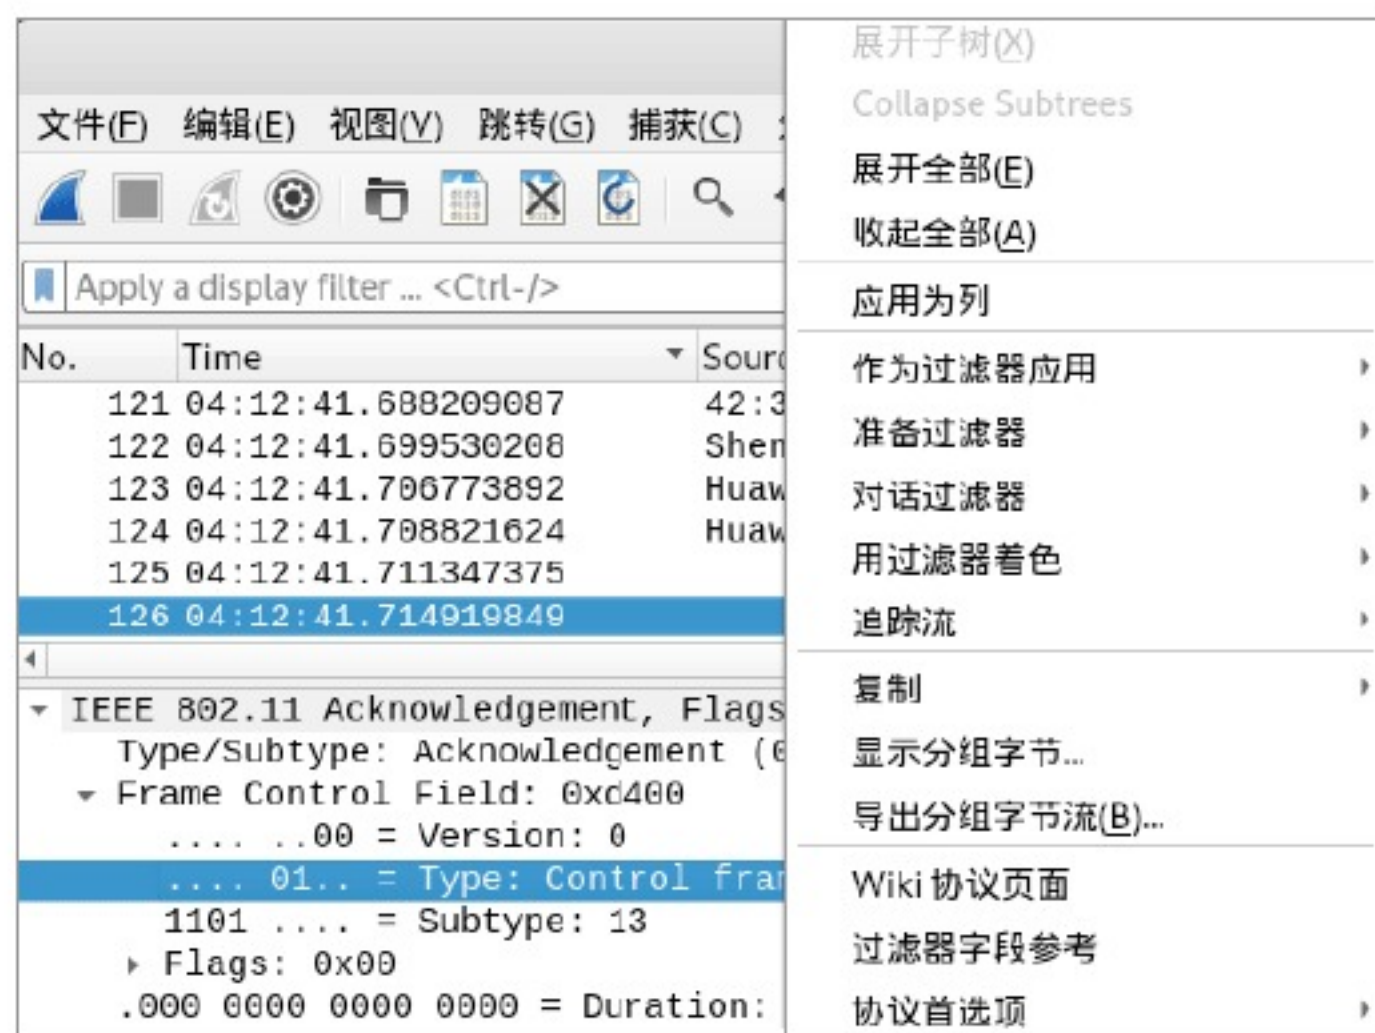 文件(F) 编辑(E) 视图(V) 跳转(G) 捕获(C)
Apply a display filter ... <Ctrl-/>
No. Time
121 04:12:41.688209087 42:3
122 04:12:41.699530208 Shen
123 04:12:41.706773892 Huaw
124 04:12:41.708821624 Huaw
125 04:12:41.711347375
126 04:12:41.714919849
IEEE 802.11 Acknowledgement, Flags
Type/Subtype: Acknowledgement (0
Frame Control Field: 0xd400
.... ..00 = Version: 0
.... 01.. = Type: Control
1101 .... = Subtype: 13
Flags: 0x00
.000 0000 0000 0000 = Duration:
展开子树(X)
Collapse Subtrees
展开全部(E)
收起全部(A)
应用为列
作为过滤器应用
准备过滤器
对话过滤器
用过滤器着色
追踪流
复制
显示分组字节...
导出分组字节流(B)...
Wiki 协议页面
过滤器字段参考
协议首选项